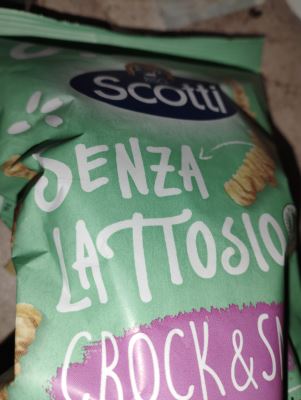 Scotti
SENZA
LATTOSIO
CROCK &